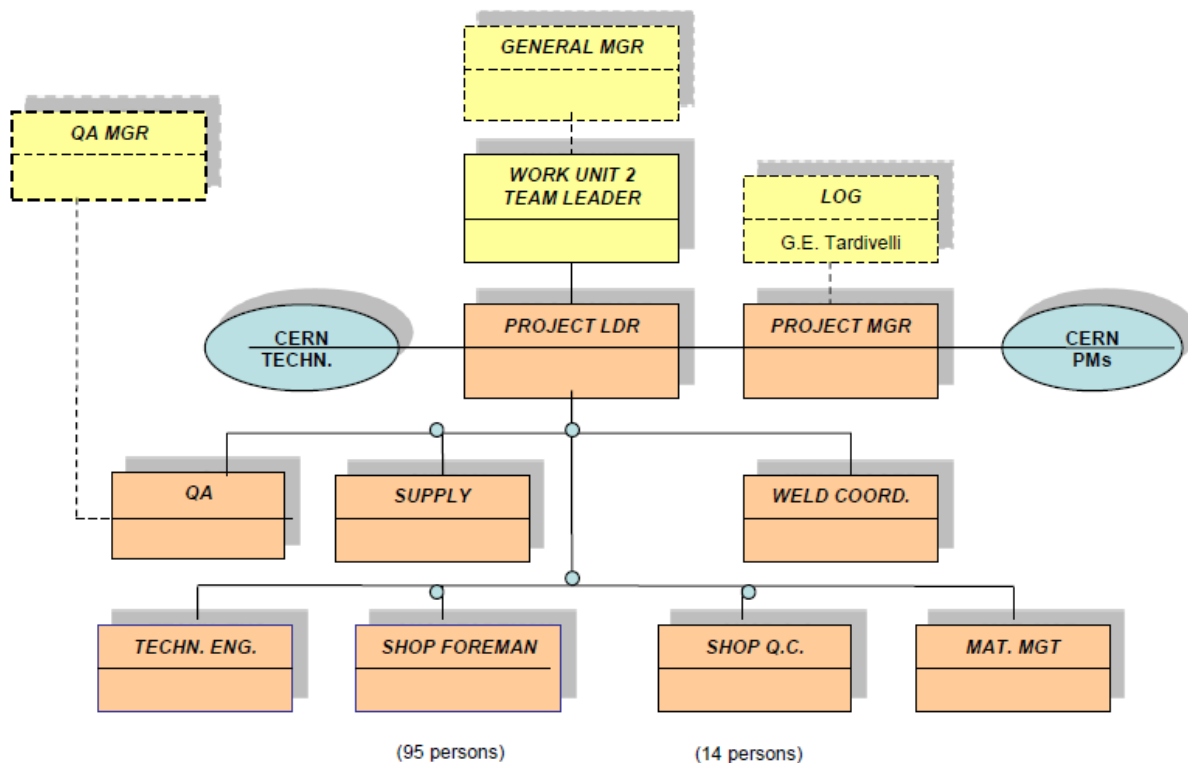 GENERAL MGR
QA MGR
WORK UNIT 2
TEAM LEADER
LOG
G.E. Tardivelli
CERN
TECHN.
PROJECT LDR
PROJECT MGR
CERN
PMs
QA
SUPPLY
WELD COORD.
TECHN. ENG.
SHOP FOREMAN
SHOP Q.C.
MAT. MGT
(95 persons)
(14 persons)